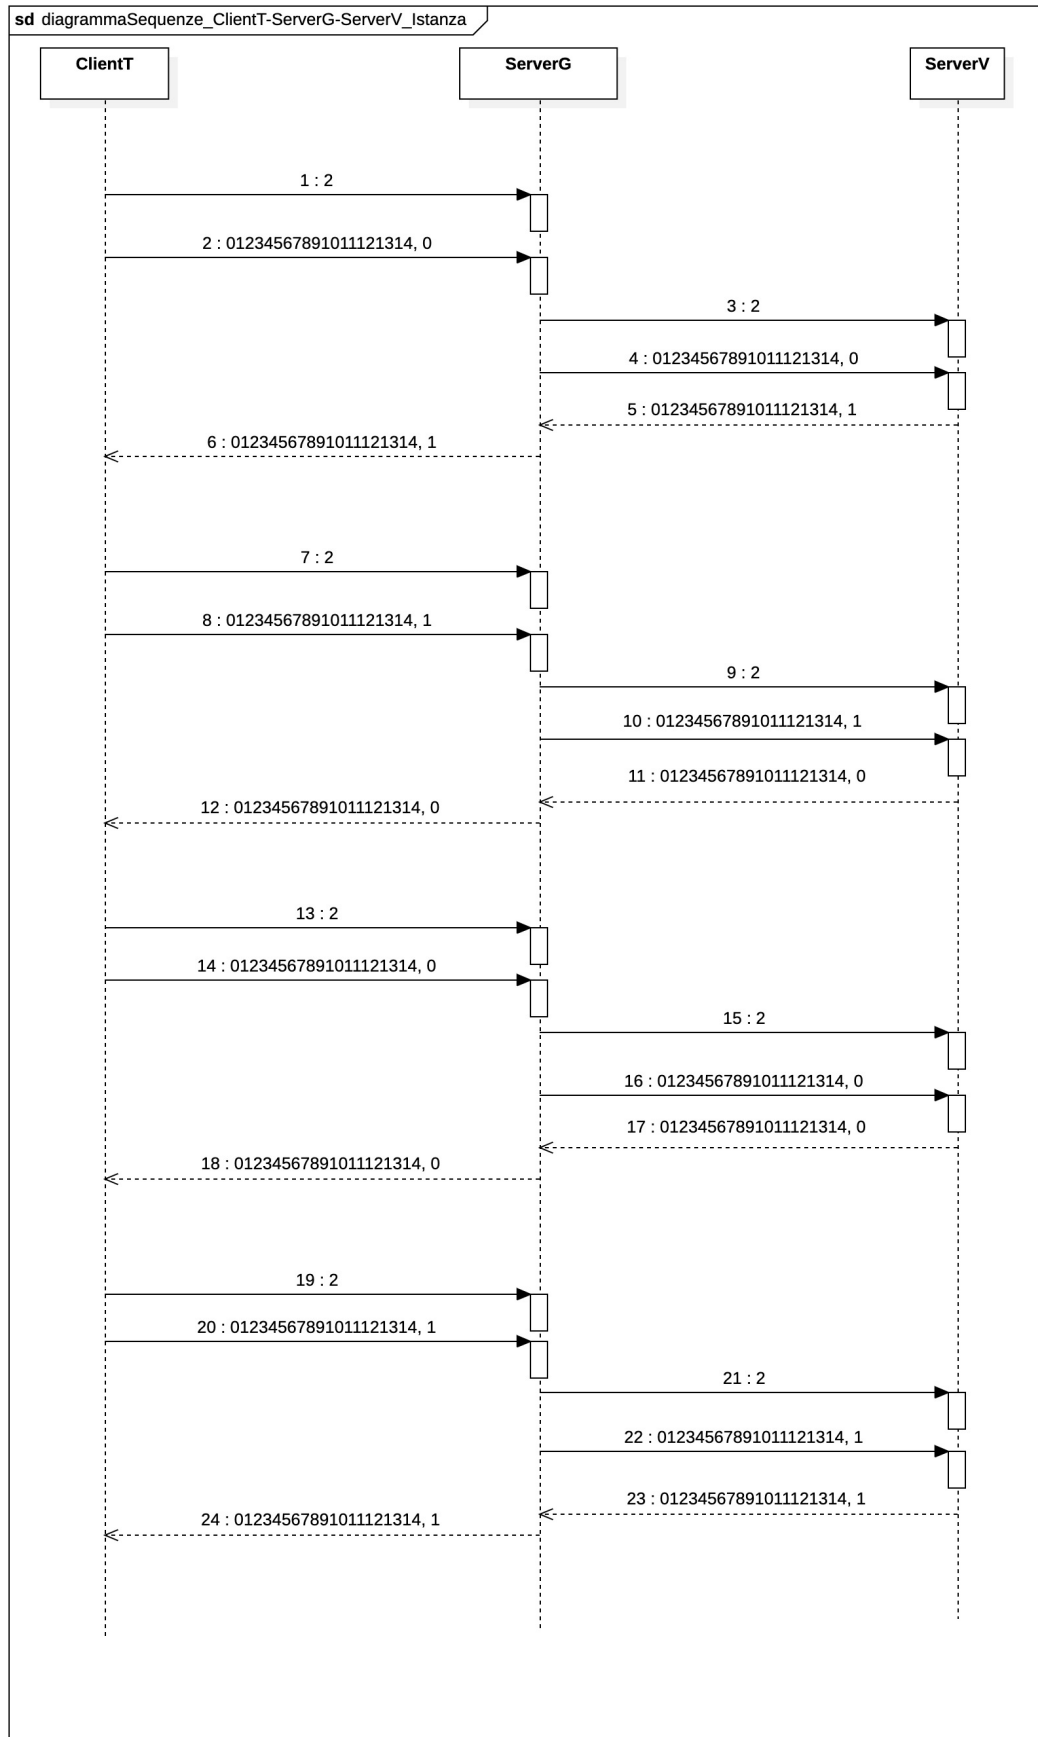 sd diagrammaSequenze_ClientT-ServerG-ServerV_Istanza
ClientT
ServerG
ServerV
1 : 2
2 : 01234567891011121314, 0
3 : 2
4 : 01234567891011121314, 0
5 : 01234567891011121314, 1
6 : 01234567891011121314, 1
7 : 2
8 : 01234567891011121314, 1
9 : 2
10 : 01234567891011121314, 1
11 : 01234567891011121314, 0
12 : 01234567891011121314, 0
13 : 2
14 : 01234567891011121314, 0
15 : 2
16 : 01234567891011121314, 0
17 : 01234567891011121314, 0
18 : 01234567891011121314, 0
19 : 2
20 : 01234567891011121314, 1
21 : 2
22 : 01234567891011121314, 1
23 : 01234567891011121314, 1
24 : 01234567891011121314, 1